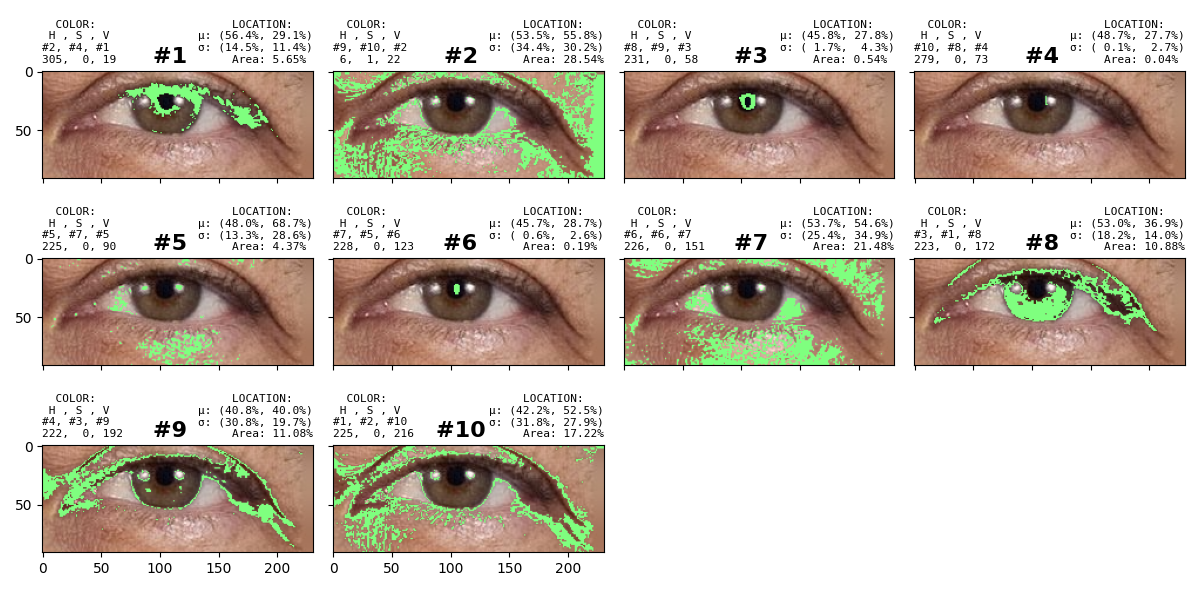 COLOR: LOCATION:
H , S , V μ: (56.4%, 29.1%)
#2, #4, #1 σ: (14.5%, 11.4%)
305, 0, 19 #1 Area: 5.65%
COLOR: LOCATION:
H , S , V μ: (53.5%, 55.8%)
#9, #10, #2 σ: (34.4%, 30.2%)
6, 1, 22 #2 Area: 28.54%
COLOR: LOCATION:
H , S , V μ: (45.8%, 27.8%)
#8, #9, #3 σ: ( 1.7%, 4.3%)
231, 0, 58 #3 Area: 0.54%
COLOR: LOCATION:
H , S , V μ: (48.7%, 27.7%)
#10, #8, #4 σ: ( 0.1%, 2.7%)
279, 0, 73 #4 Area: 0.04%
0
50
COLOR: LOCATION:
H , S , V μ: (48.0%, 68.7%)
#5, #7, #5 σ: (13.3%, 28.6%)
225, 0, 90 #5 Area: 4.37%
COLOR: LOCATION:
H , S , V μ: (45.7%, 28.7%)
#7, #5, #6 σ: ( 0.6%, 2.6%)
228, 0, 123 #6 Area: 0.19%
COLOR: LOCATION:
H , S , V μ: (53.7%, 54.6%)
#6, #6, #7 σ: (25.4%, 34.9%)
226, 0, 151 #7 Area: 21.48%
COLOR: LOCATION:
H , S , V μ: (53.0%, 36.9%)
#3, #1, #8 σ: (18.2%, 14.0%)
223, 0, 172 #8 Area: 10.88%
0
50
COLOR: LOCATION:
H , S , V μ: (40.8%, 40.0%)
#4, #3, #9 σ: (30.8%, 19.7%)
222, 0, 192 #9 Area: 11.08%
COLOR: LOCATION:
H , S , V μ: (42.2%, 52.5%)
#1, #2, #10 σ: (31.8%, 27.9%)
225, 0, 216 #10 Area: 17.22%
0
50
0 50 100 150 200
0 50 100 150 200